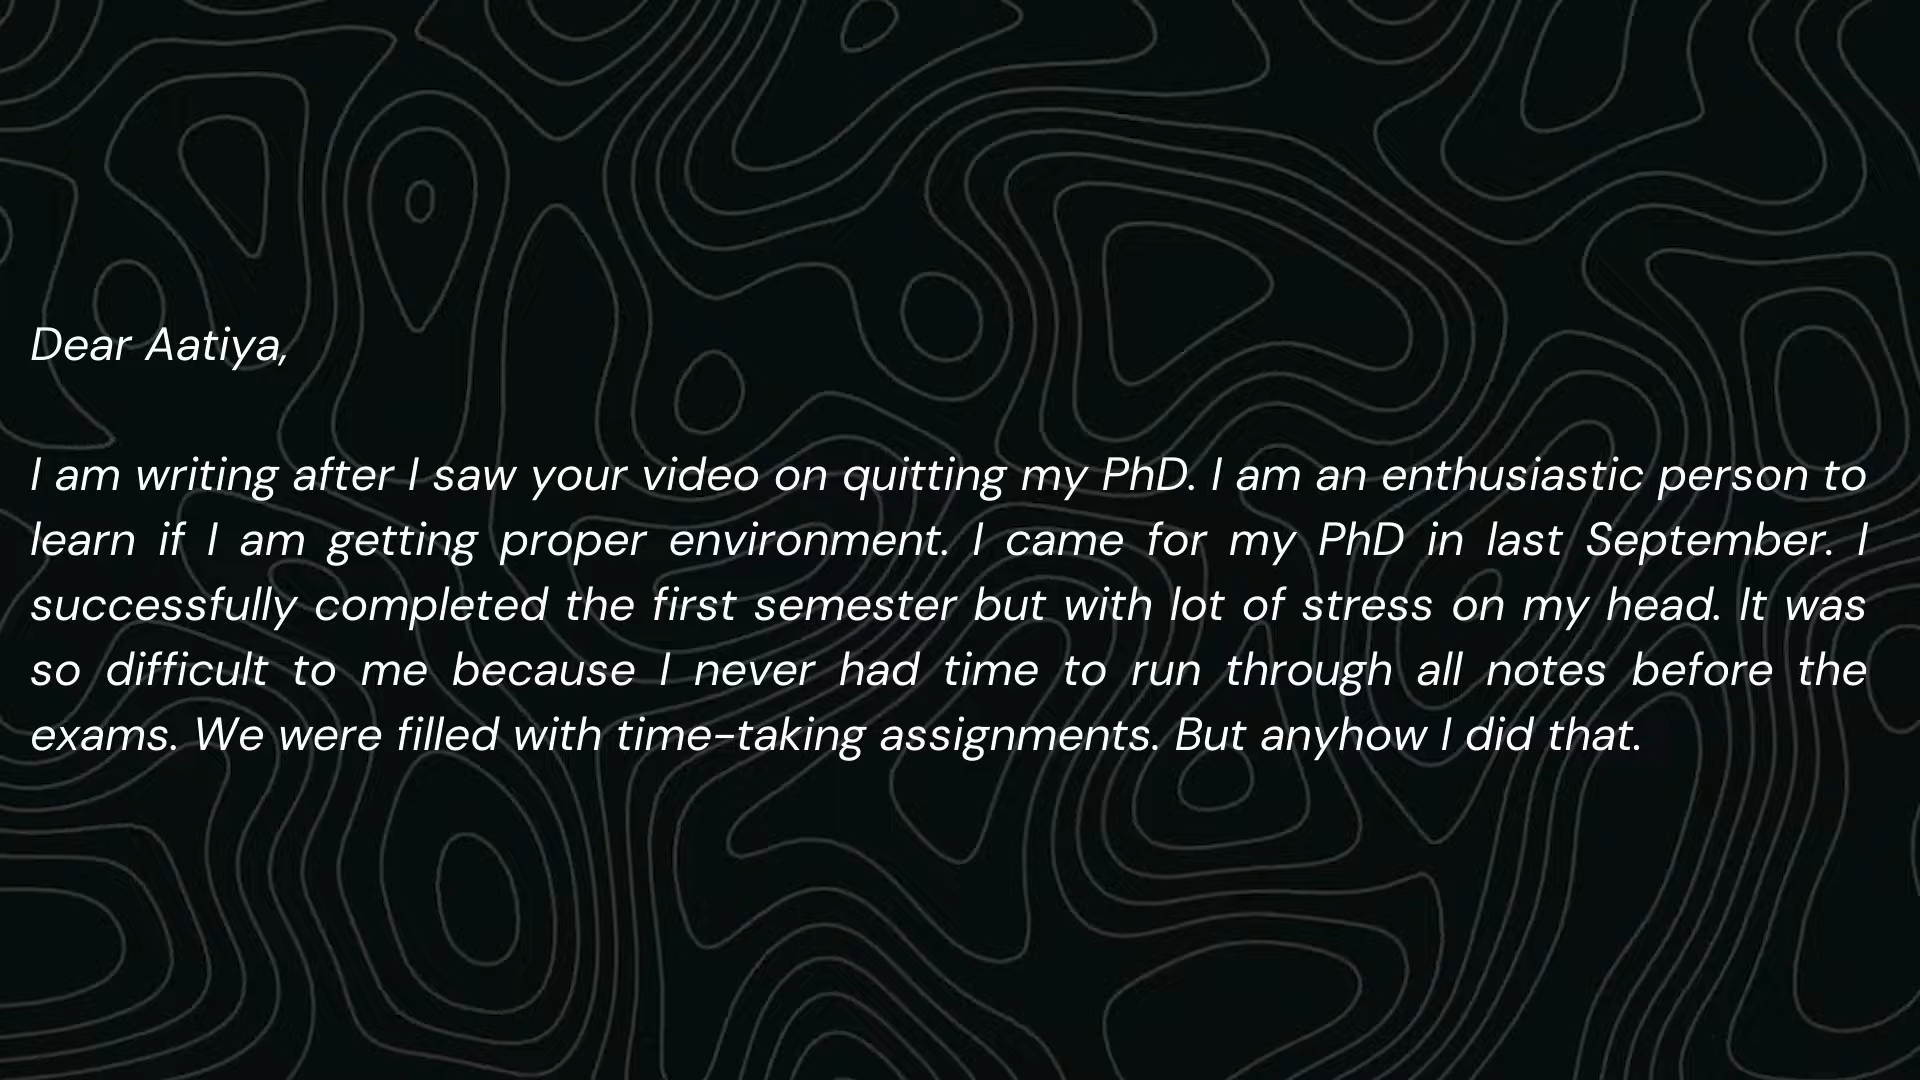 Dear Aatiya,
I am writing after I saw your video on quitting my PhD. I am an enthusiastic person to
learn if I am getting proper environment. I came for my PhD in last September. I
successfully completed the first semester but with lot of stress on my head. It was
so difficult to me because I never had time to run through all notes before the
exams. We were filled with time-taking assignments. But anyhow I did that.